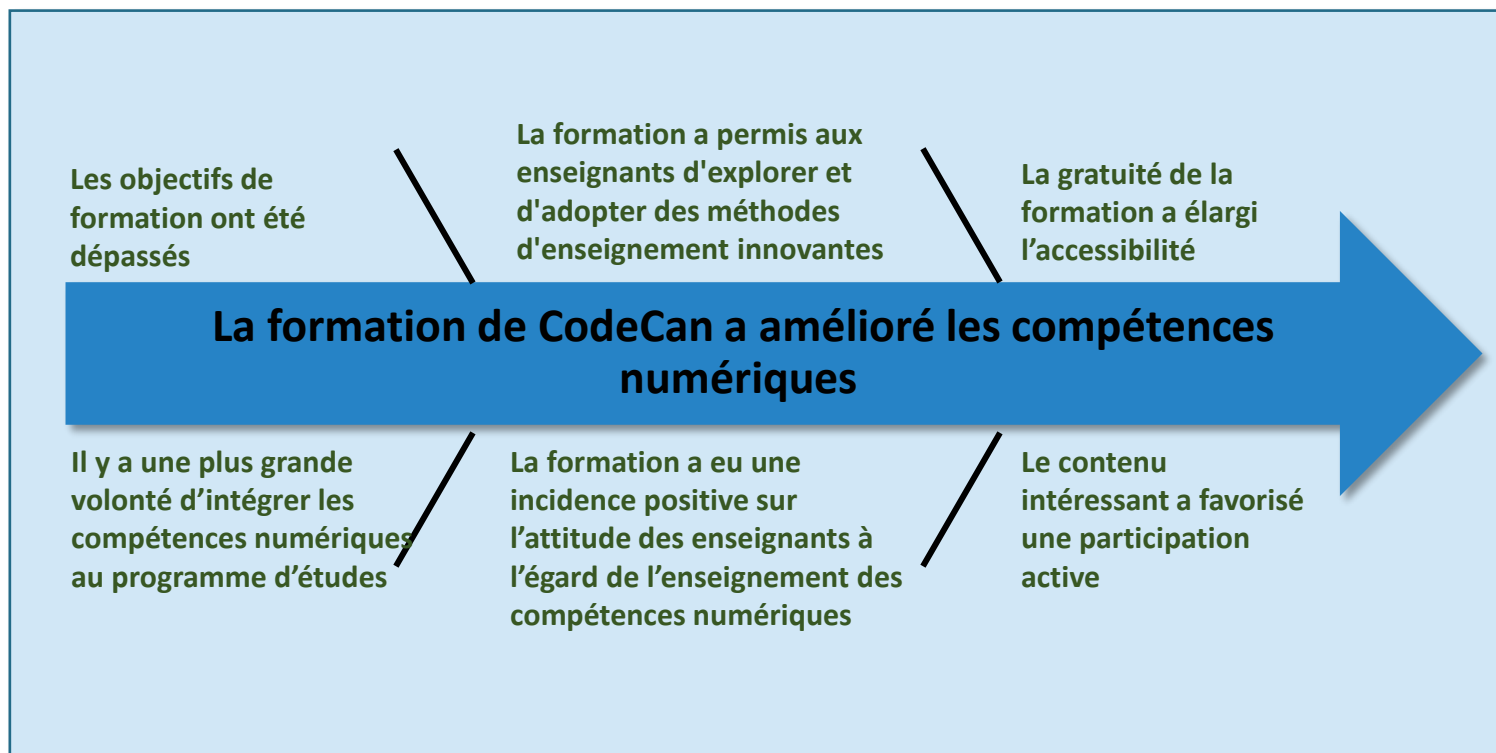 Les objectifs de
formation ont été
dépassés
La formation a permis aux
enseignants d'explorer et
d'adopter des méthodes
d'enseignement innovantes
La gratuité de la
formation a élargi
l’accessibilité
La formation de CodeCan a amélioré les compétences
numériques
Il y a une plus grande
volonté d’intégrer les
compétences numériques
au programme d’études
La formation a eu une
incidence positive sur
l’attitude des enseignants à
l’égard de l’enseignement des
compétences numériques
Le contenu
intéressant a favorisé
une participation
active